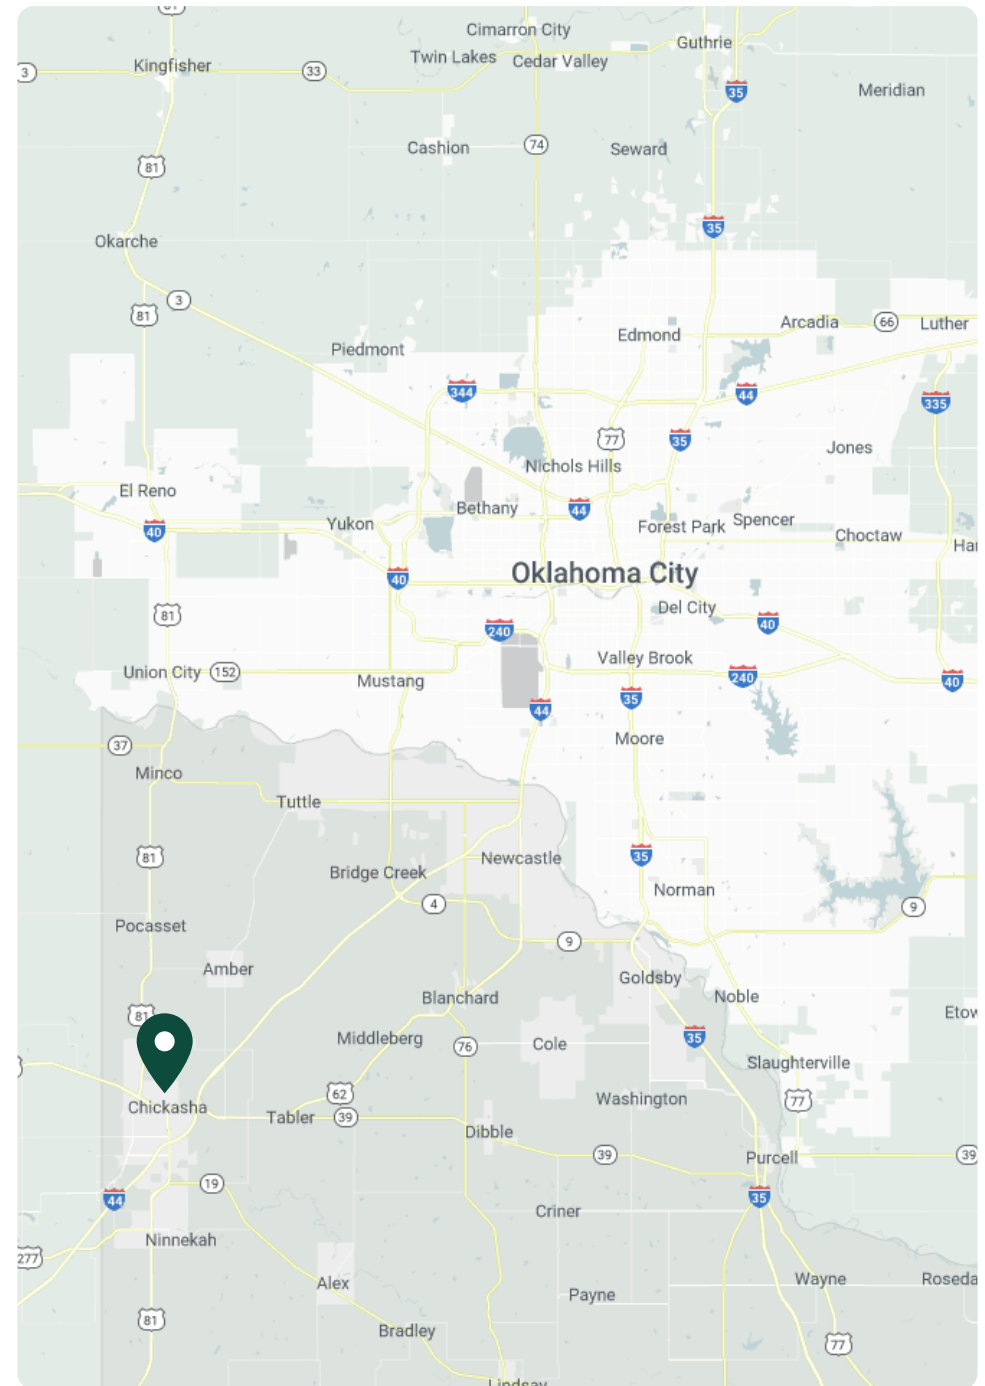 81
Cimarron City
Guthrie
Twin Lakes
Cedar Valley
Kingfisher
3
33
35
Meridian
74
Cashion
Seward
81
35
Okarche
3
81
Edmond
Arcadia
66
Luther
Piedmont
344
44
335
77
35
Jones
Nichols Hills
El Reno
Bethany
44
Yukon
Forest Park
Spencer
40
Choctaw
Har
40
Oklahoma City
81
Del City
40
240
Valley Brook
Union City
152
Mustang
240
40
44
35
37
Moore
Minco
Tuttle
81
Newcastle
35
Bridge Creek
Norman
4
9
Pocasset
9
Amber
Goldsby
Blanchard
Noble
81
Etow
Middleberg
76
Cole
35
Slaughterville
62
Washington
77
Chickasha
Tabler
39
Dibble
39
Purcell
39
19
44
35
Criner
Ninnekah
277
Alex
Payne
Wayne
Roseda
81
Bradley
77
Lindsay